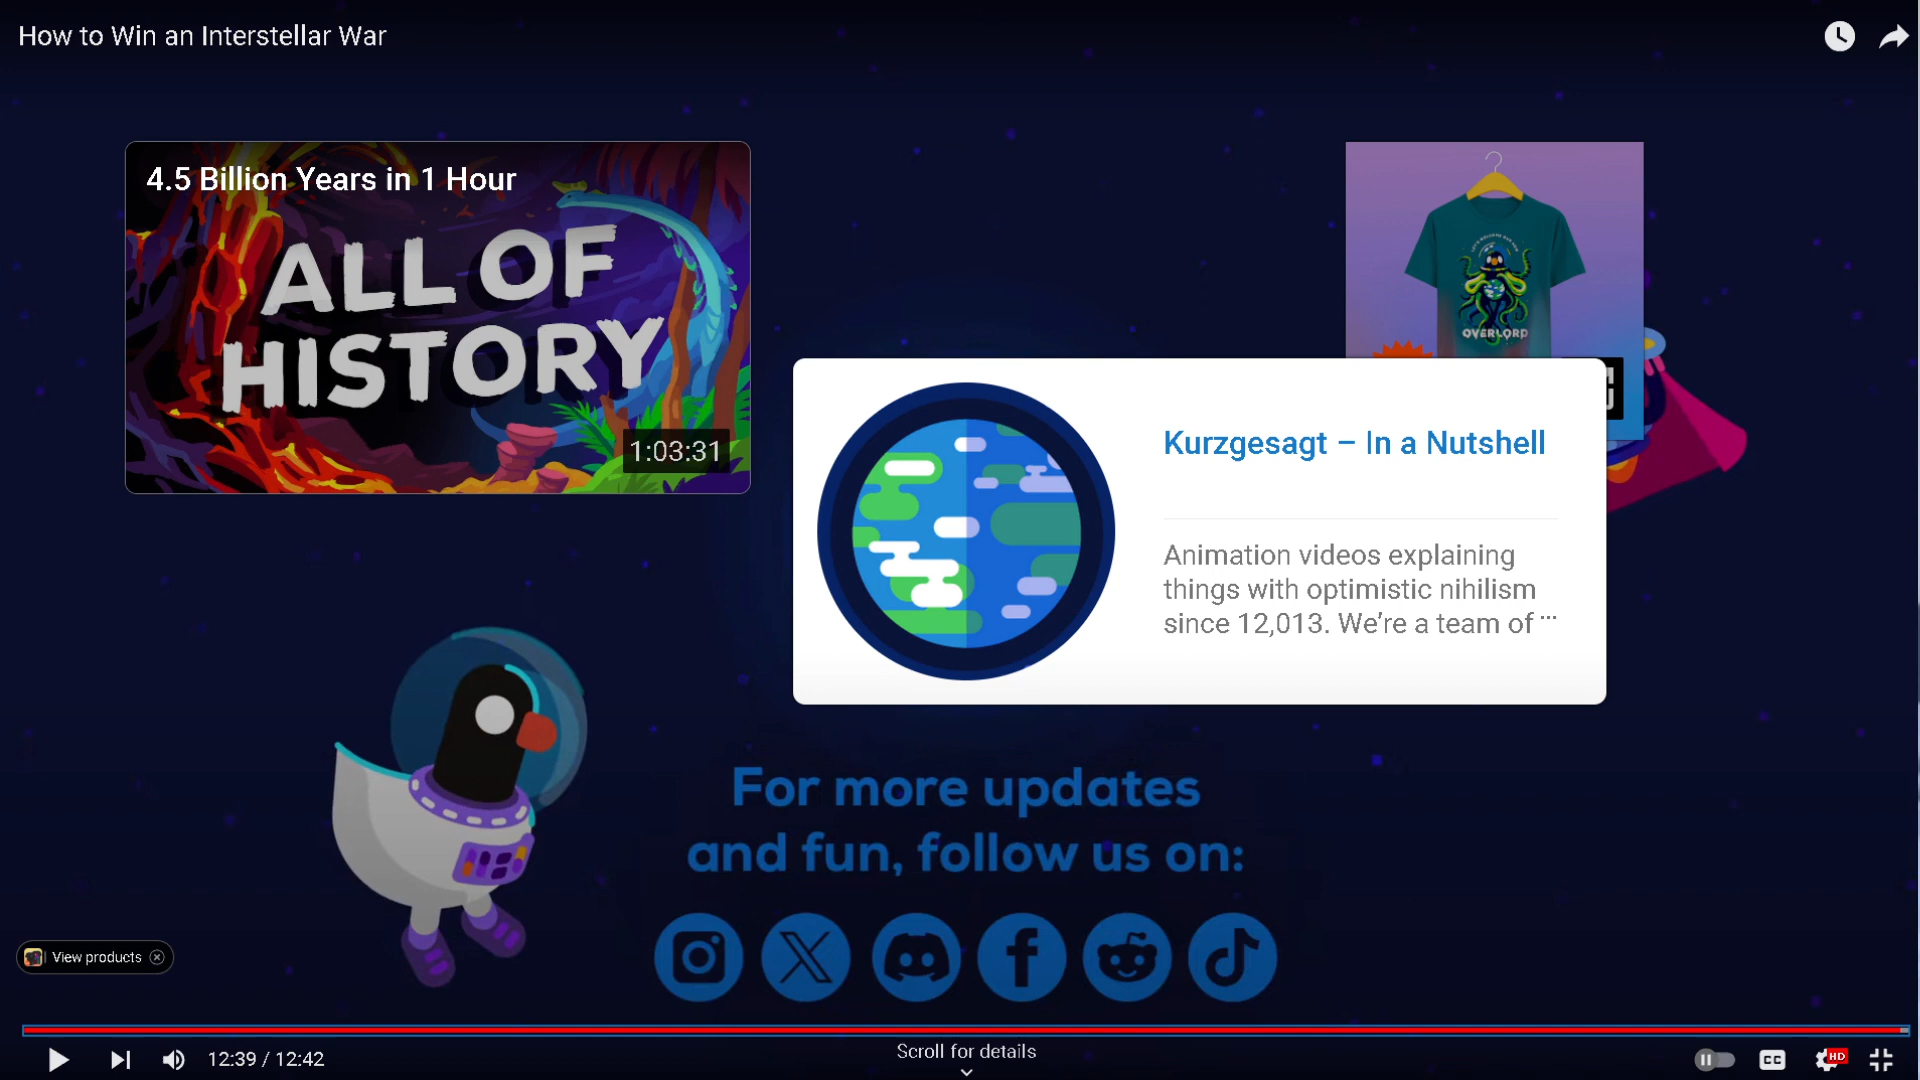 How to Win an Interstellar War
4.5 Billion Years in 1 Hour
ALL OF
HISTORY
1:03:31
OVERLORD
Kurzgesagt – In a Nutshell
Animation videos explaining
things with optimistic nihilism
since 12,013. We’re a team of ...
For more updates
and fun, follow us on:
View products
12:39 / 12:42
Scroll for details
CC
HD